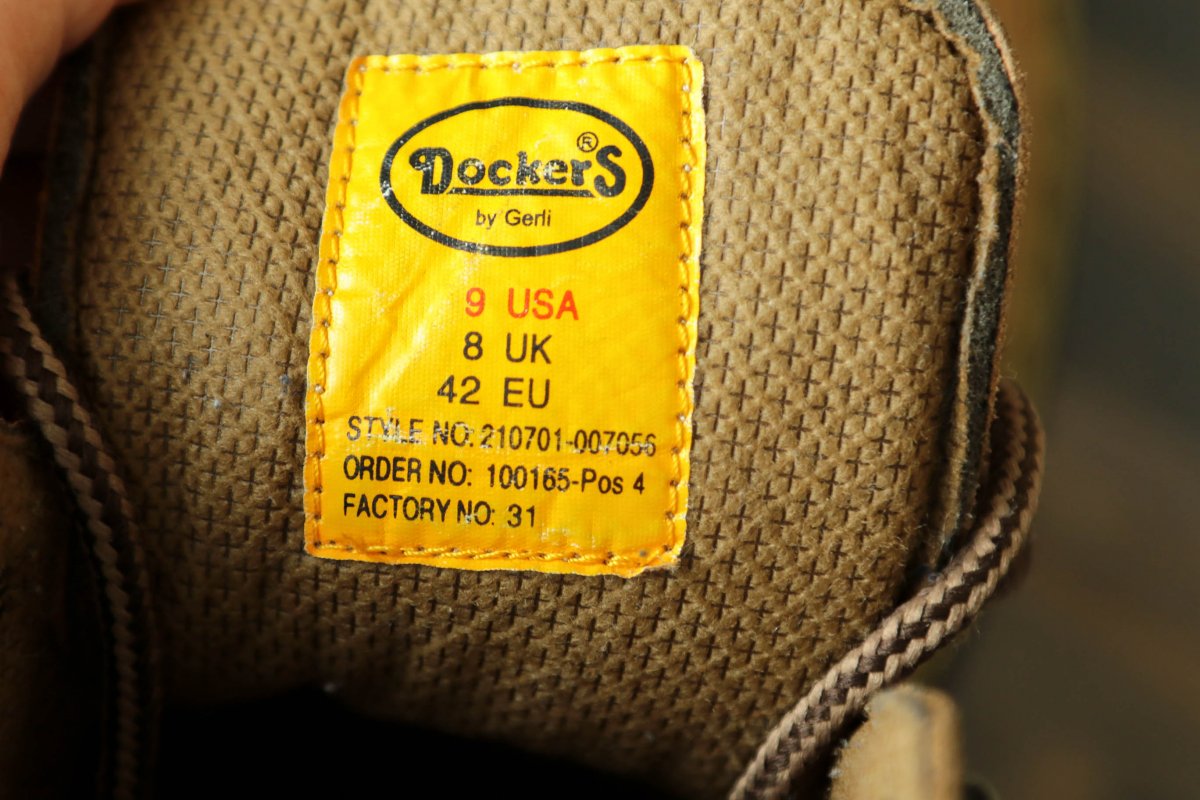 DockerS®
by Gerli
9 USA
8 UK
42 EU
STYLE NO: 210701-007056
ORDER NO: 100165-Pos 4
FACTORY NO: 31